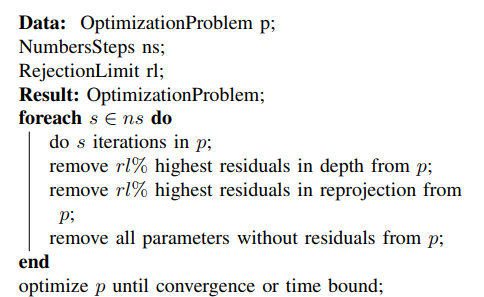 Data: OptimizationProblem p;
NumbersSteps ns;
RejectionLimit rl;
Result: OptimizationProblem;
foreach s ∈ ns do
do s iterations in p;
remove rl% highest residuals in depth from p;
remove rl% highest residuals in reprojection from
p;
remove all parameters without residuals from p;
end
optimize p until convergence or time bound;